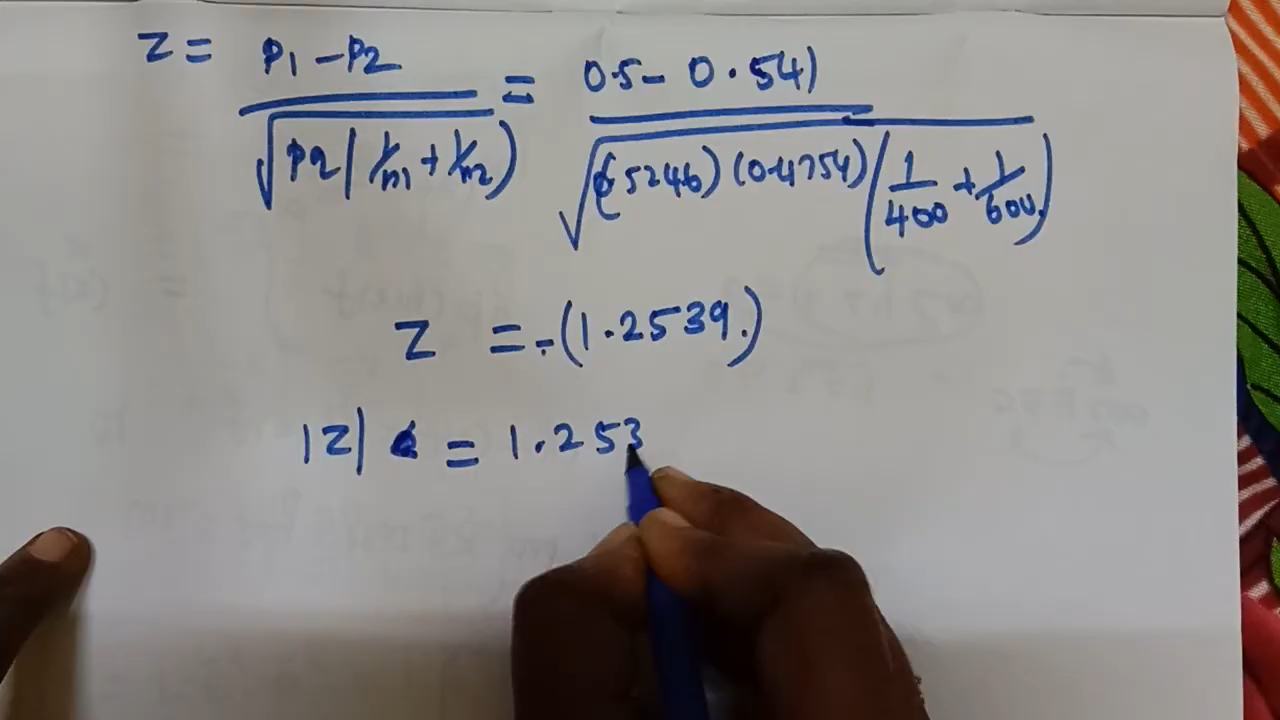 Z = P1 - P2 / √(pq(1/n1 + 1/n2)) = 0.5 - 0.541 / √((0.5246)(0.4754)(1/400 + 1/600))
Z = -(1.2539.)
|Z| = 1.253